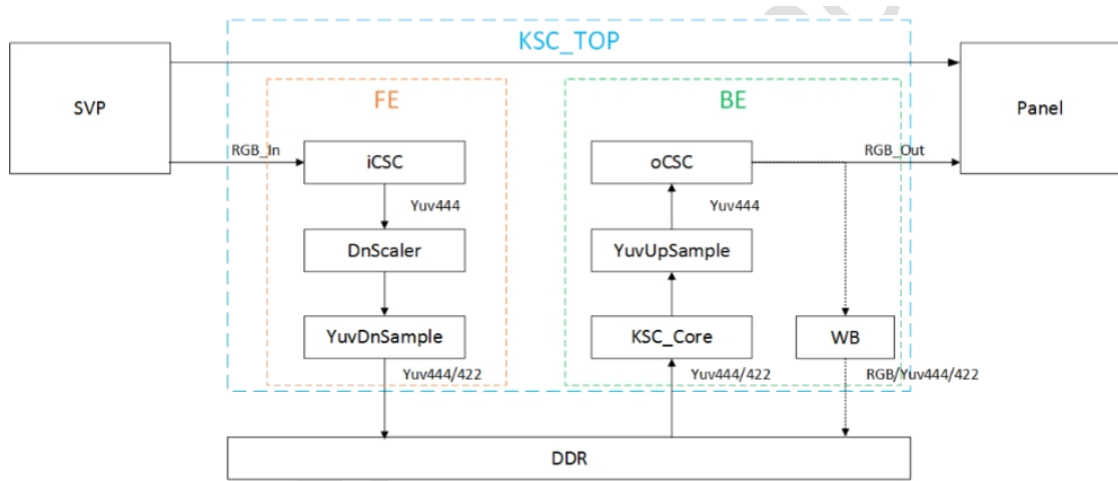 KSC_TOP
SVP
FE
BE
Panel
RGB_In
iCSC
oCSC
RGB_Out
Yuv444
Yuv444
DnScaler
YuvUpSample
YuvDnSample
KSC_Core
WB
Yuv444/422
Yuv444/422
RGB/Yuv444/422
DDR